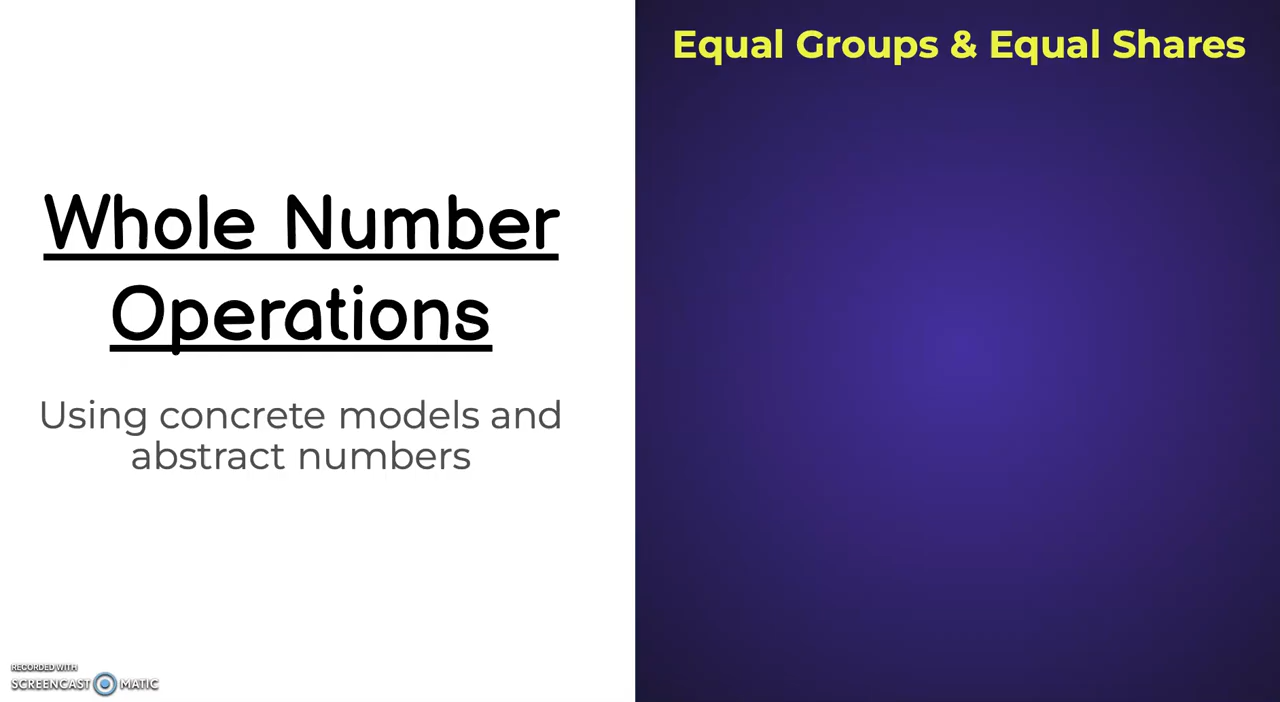 Whole Number
Operations
Using concrete models and
abstract numbers
Equal Groups & Equal Shares
RECORDED WITH
SCREENCAST MATIC